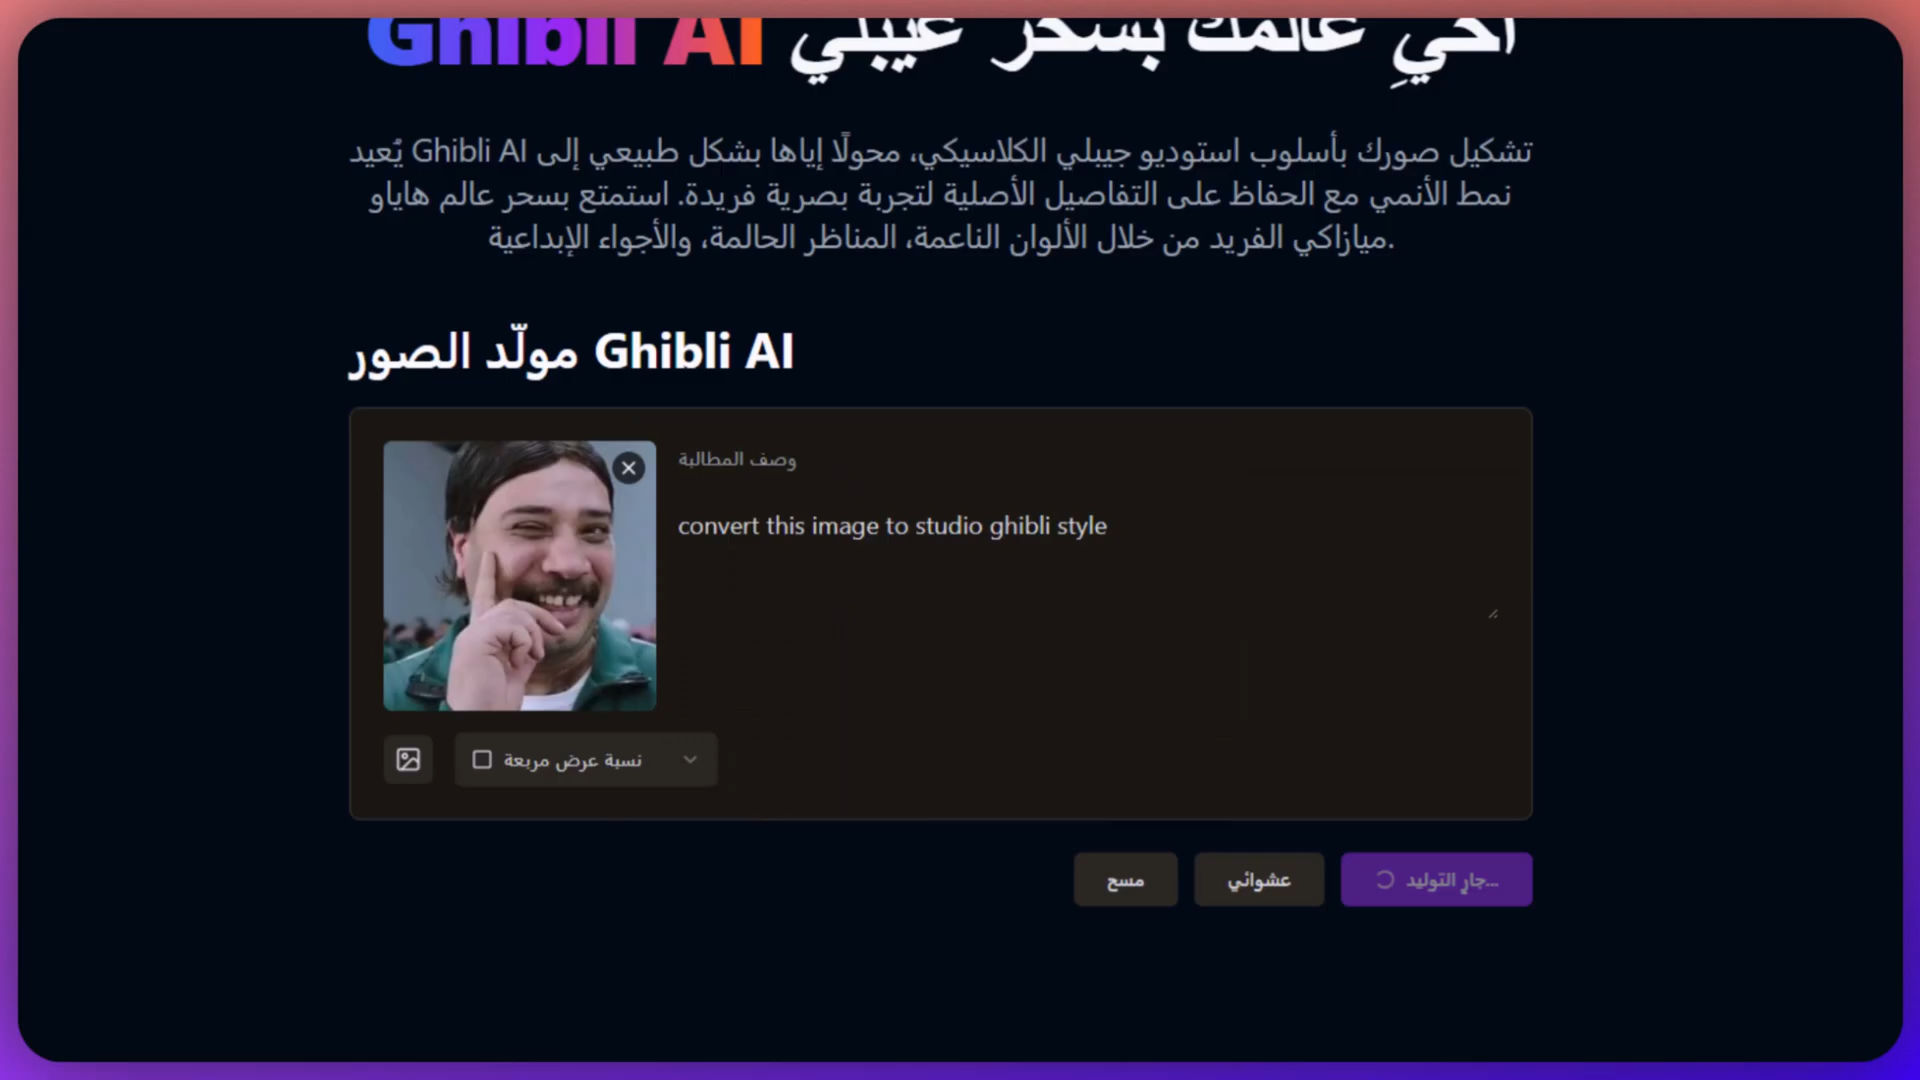 أحيِ عالمك بسحر غيبلي Ghibli AI
يُعيد Ghibli AI تشكيل صورك بأسلوب استوديو جيبلي الكلاسيكي، محولًا إياها بشكل طبيعي إلى
نمط الأنمي مع الحفاظ على التفاصيل الأصلية لتجربة بصرية فريدة. استمتع بسحر عالم هاياو
ميازاكي الفريد من خلال الألوان الناعمة، المناظر الحالمة، والأجواء الإبداعية.
مولّد الصور Ghibli AI
وصف المطالبة
convert this image to studio ghibli style
نسبة عرض مربعة
مسح
عشوائي
جارٍ التوليد...